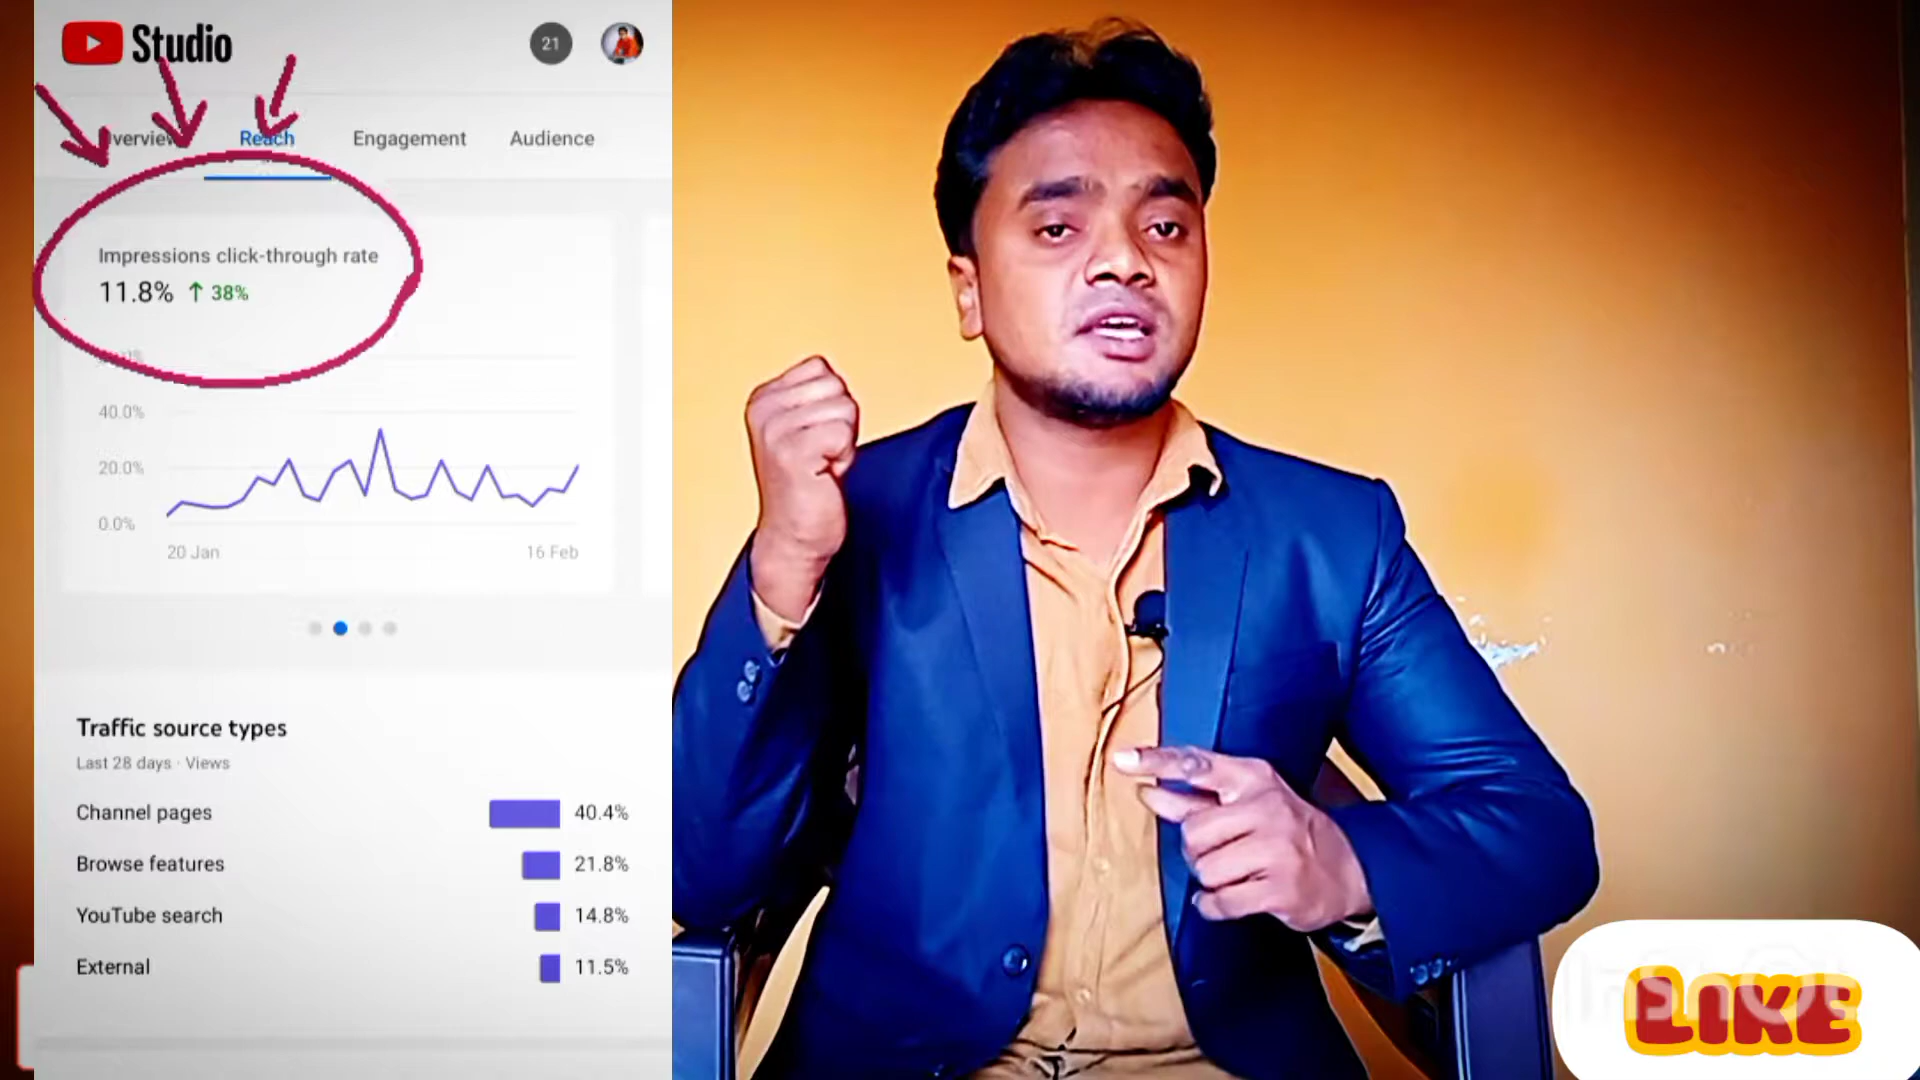 Studio
21
Reach
Engagement
Audience
Impressions click-through rate
11.8% ↑ 38%
40.0%
20.0%
0.0%
20 Jan
16 Feb
Traffic source types
Last 28 days · Views
Channel pages
40.4%
Browse features
21.8%
YouTube search
14.8%
External
11.5%
LIKE
InShOt